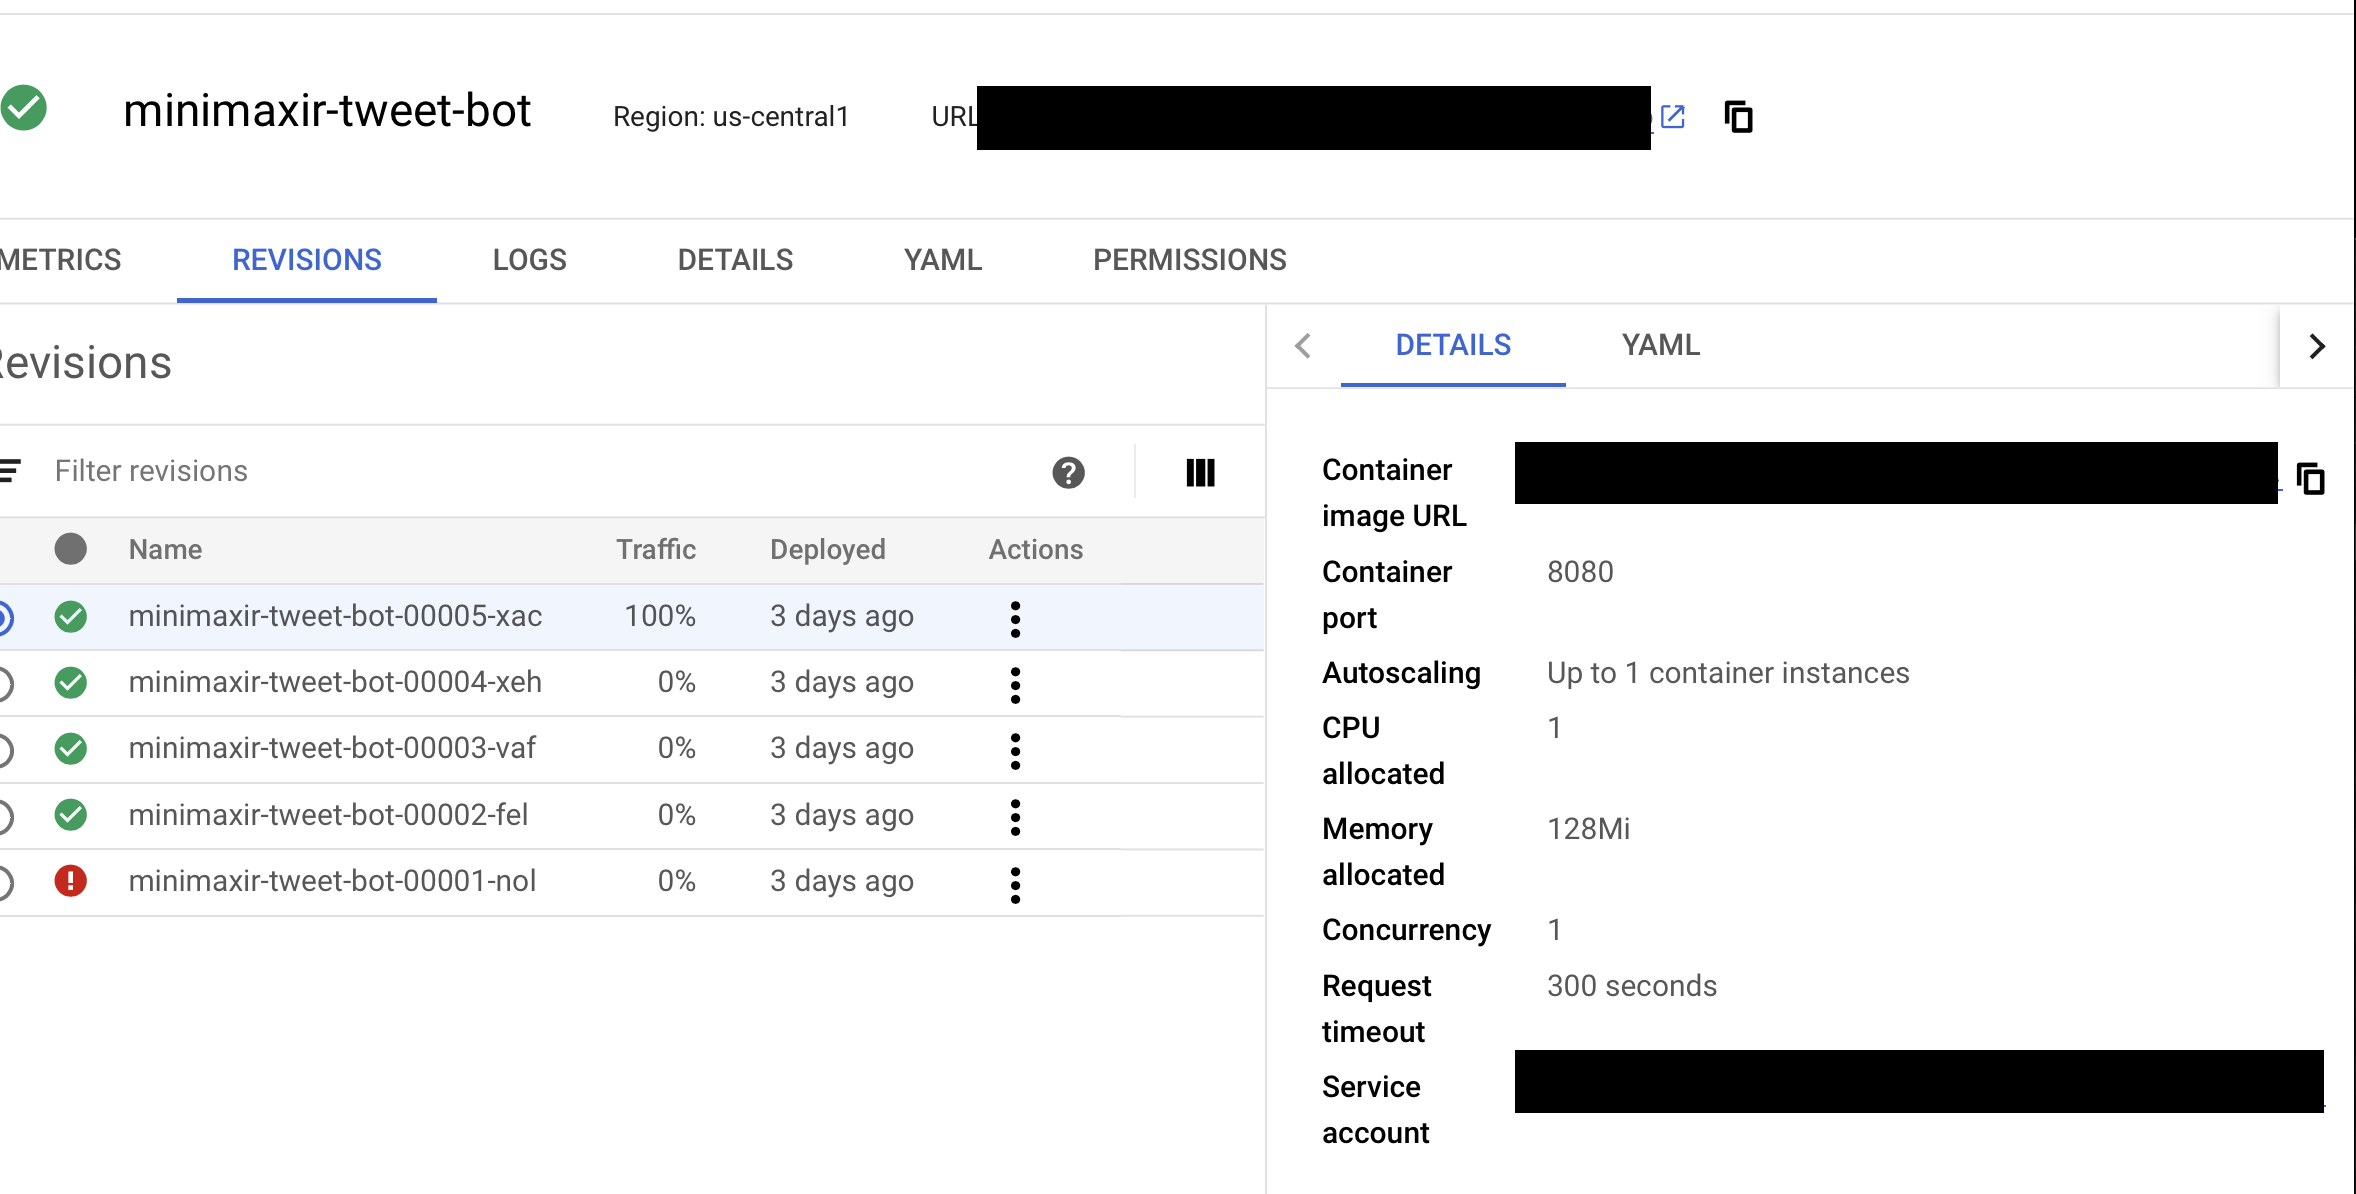 minimaxir-tweet-bot Region: us-central1 URL
METRICS REVISIONS LOGS DETAILS YAML PERMISSIONS
Revisions
Filter revisions
Name Traffic Deployed Actions
minimaxir-tweet-bot-00005-xac 100% 3 days ago
minimaxir-tweet-bot-00004-xeh 0% 3 days ago
minimaxir-tweet-bot-00003-vaf 0% 3 days ago
minimaxir-tweet-bot-00002-fel 0% 3 days ago
minimaxir-tweet-bot-00001-nol 0% 3 days ago
DETAILS YAML
Container
image URL
Container 8080
port
Autoscaling Up to 1 container instances
CPU 1
allocated
Memory 128Mi
allocated
Concurrency 1
Request 300 seconds
timeout
Service
account